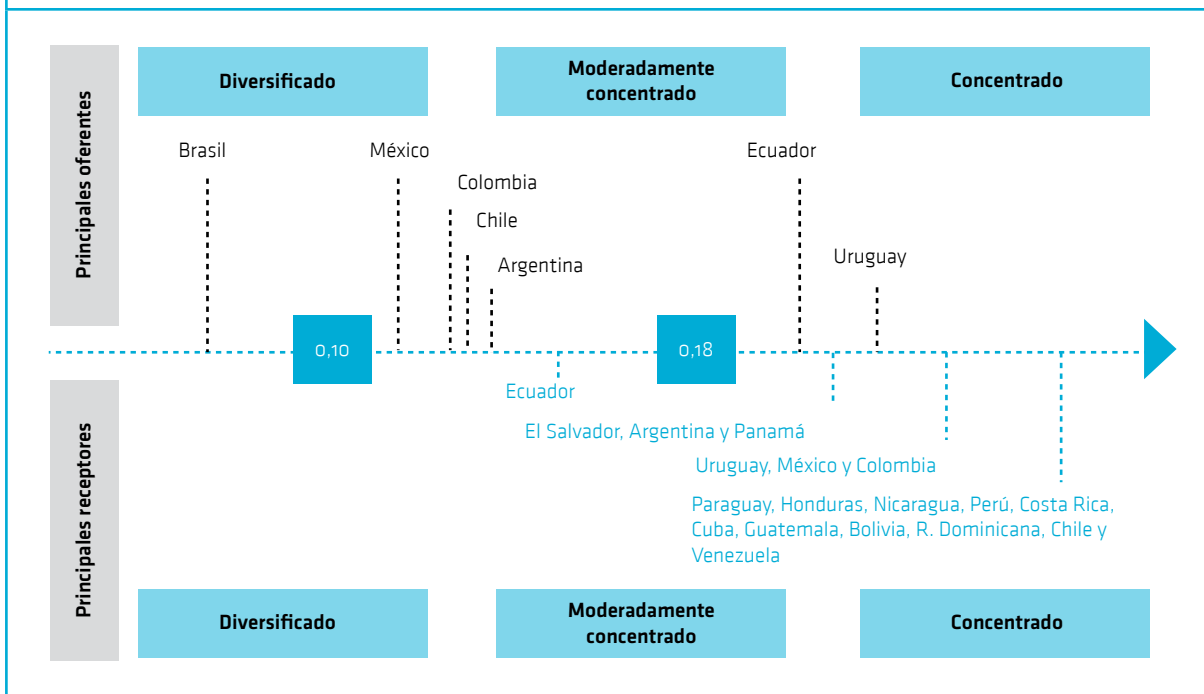 Principales oferentes
Diversificado
Moderadamente
concentrado
Concentrado
Brasil
México
Colombia
Chile
Argentina
Ecuador
Uruguay
0,10
0,18
Principales receptores
Ecuador
El Salvador, Argentina y Panamá
Uruguay, México y Colombia
Paraguay, Honduras, Nicaragua, Perú, Costa Rica,
Cuba, Guatemala, Bolivia, R. Dominicana, Chile y
Venezuela
Diversificado
Moderadamente
concentrado
Concentrado